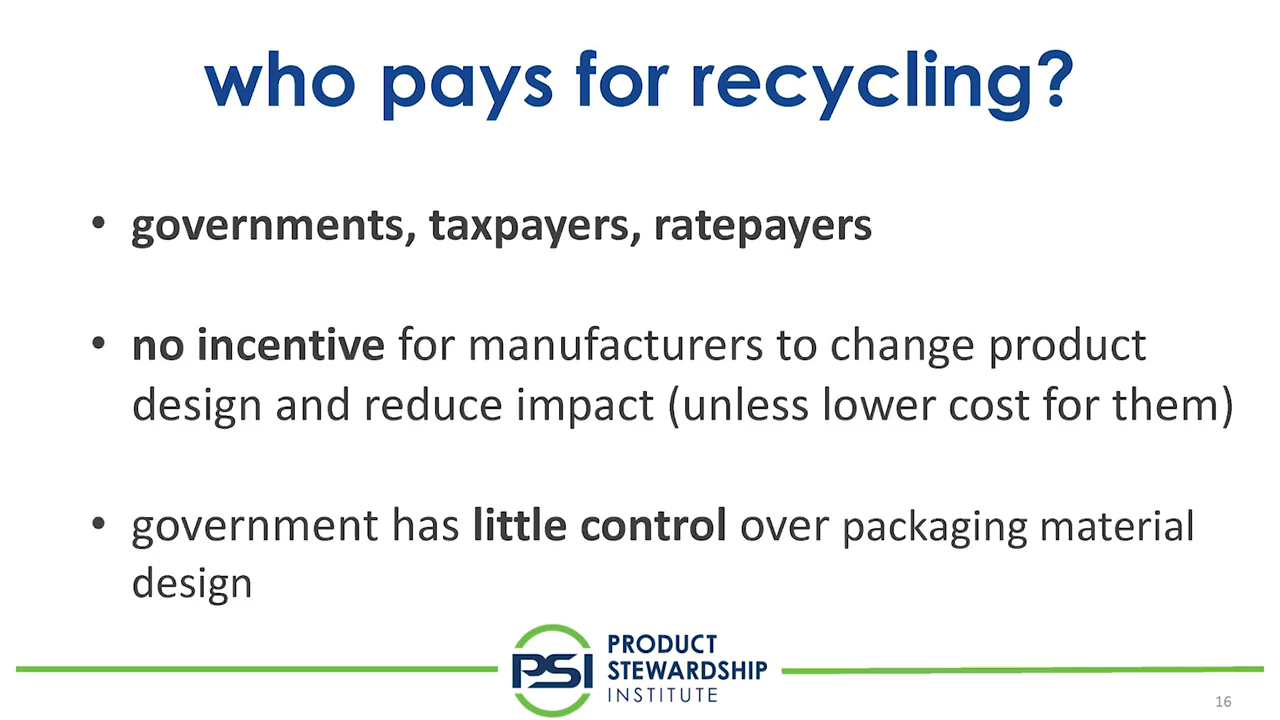 who pays for recycling?
• governments, taxpayers, ratepayers
• no incentive for manufacturers to change product
design and reduce impact (unless lower cost for them)
• government has little control over packaging material
design
PSI
PRODUCT
STEWARDSHIP
INSTITUTE
16